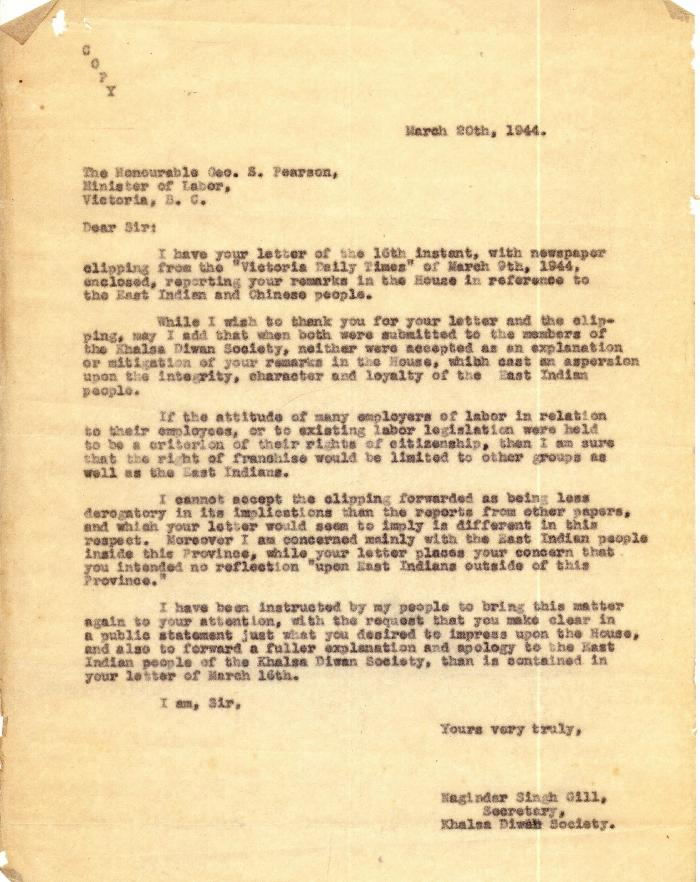 C
O
P
Y
March 20th, 1944.
The Honourable Geo. S. Pearson,
Minister of Labor,
Victoria, B. C.
Dear Sir:
I have your letter of the 16th instant, with newspaper
clipping from the "Victoria Daily Times" of March 9th, 1944,
enclosed, reporting your remarks in the House in reference to
the East Indian and Chinese people.
While I wish to thank you for your letter and the clip-
ping, may I add that when both were submitted to the members of
the Khalsa Diwan Society, neither were accepted as an explanation
or mitigation of your remarks in the House, which cast an aspersion
upon the integrity, character and loyalty of the East Indian
people.
If the attitude of many employers of labor in relation
to their employees, or to existing labor legislation were held
to be a criterion of their rights of citizenship, then I am sure
that the right of franchise would be limited to other groups as
well as the East Indians.
I cannot accept the clipping forwarded as being less
derogatory in its implications than the reports from other papers,
and which your letter would seem to imply is different in this
respect. Moreover I am concerned mainly with the East Indian people
inside this Province, while your letter places your concern that
you intended no reflection "upon East Indians outside of this
Province."
I have been instructed by my people to bring this matter
again to your attention, with the request that you make clear in
a public statement just what you desired to impress upon the House,
and also to forward a fuller explanation and apology to the East
Indian people of the Khalsa Diwan Society, than is contained in
your letter of March 16th.
I am, Sir,
Yours very truly,
Nagindar Singh Gill,
Secretary,
Khalsa Diwan Society.